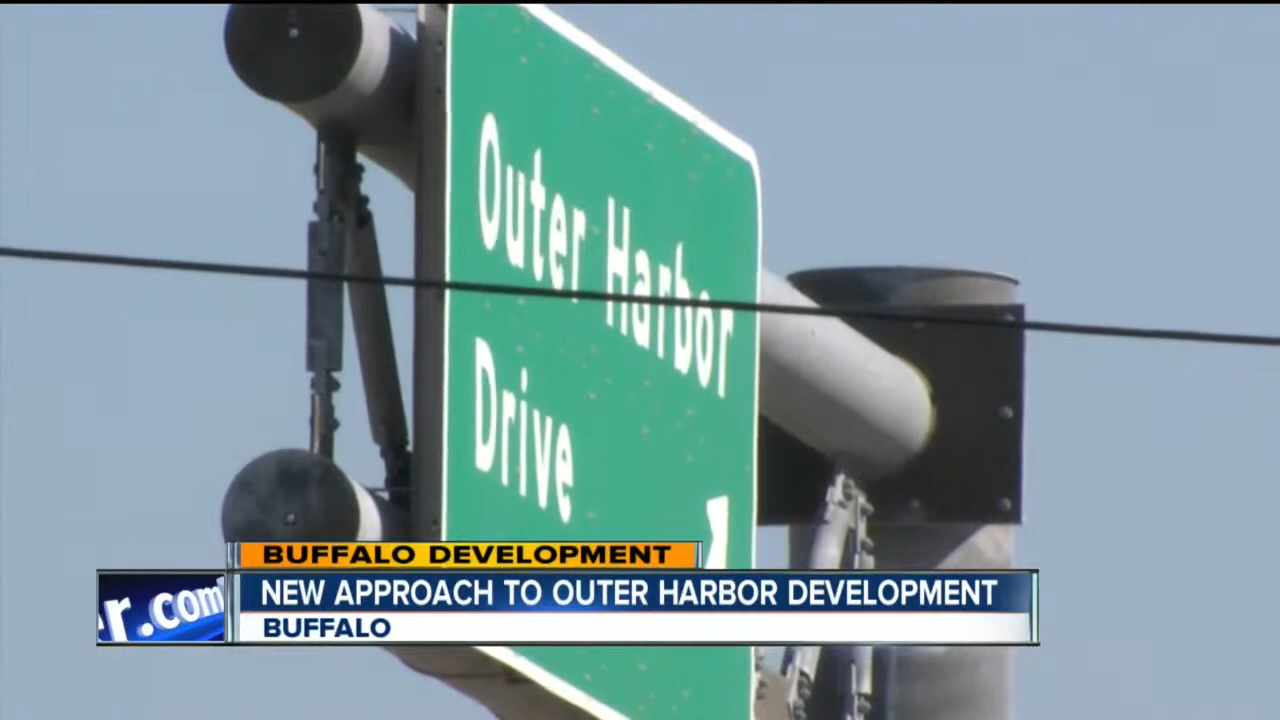 Outer Harbor
Drive
BUFFALO DEVELOPMENT
NEW APPROACH TO OUTER HARBOR DEVELOPMENT
r.com
BUFFALO